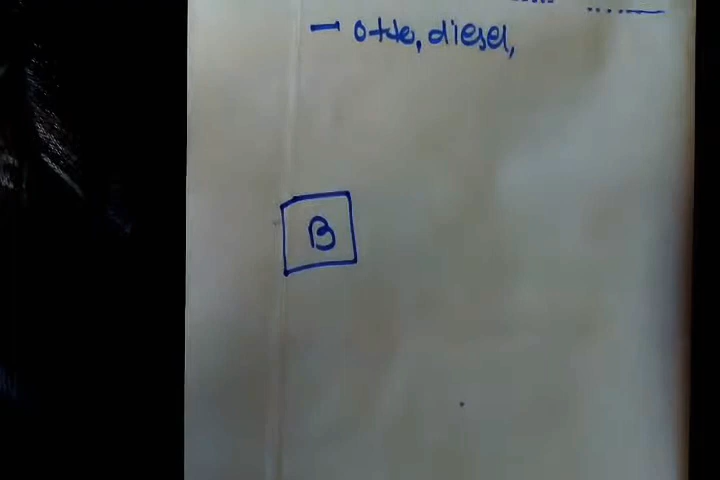 – otto, diesel,
B